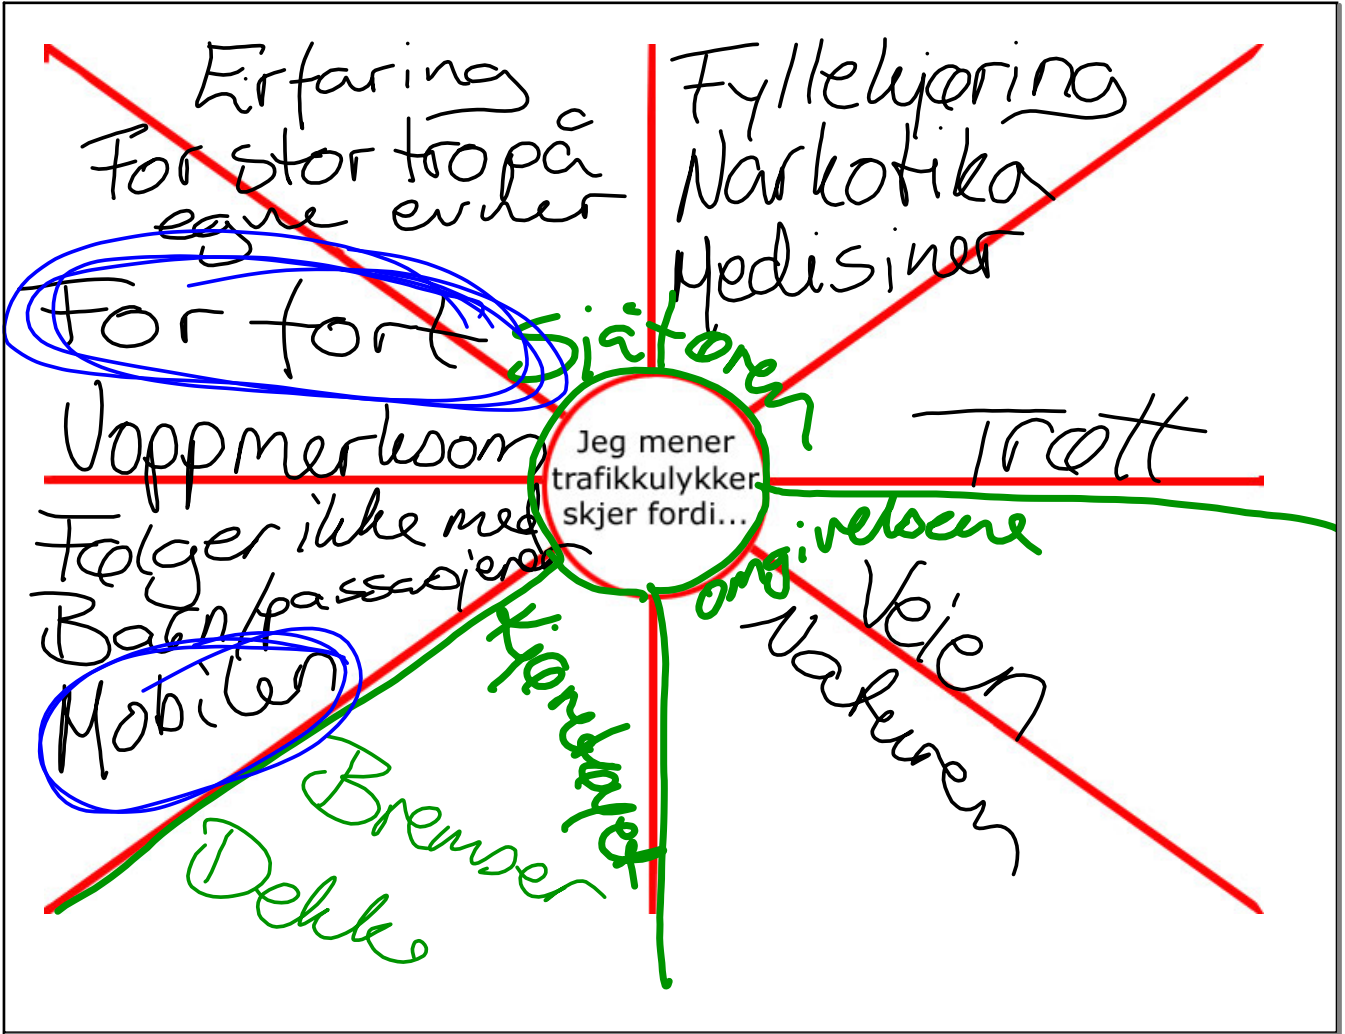 Erfaring
For stor tro på
egne evner
For fort
Uoppmerksom
Følger ikke med
Barn/passasjerer
Mobilen
Fyllekjøring
Narkotika
Medisiner
Sjåføren
Trøtt
Jeg mener
trafikkulykker
skjer fordi...
omgivelsene
Veien
Naturen
Kjøretøyet
Bremser
Dekk